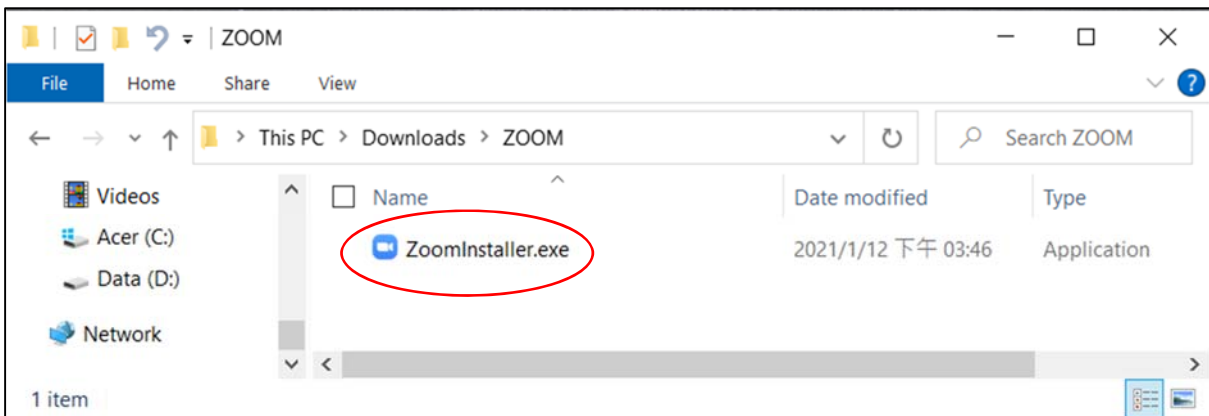 ZOOM
File Home Share View
This PC > Downloads > ZOOM Search ZOOM
Videos
Acer (C:)
Data (D:)
Network
Name Date modified Type
ZoomInstaller.exe 2021/1/12 下午 03:46 Application
1 item